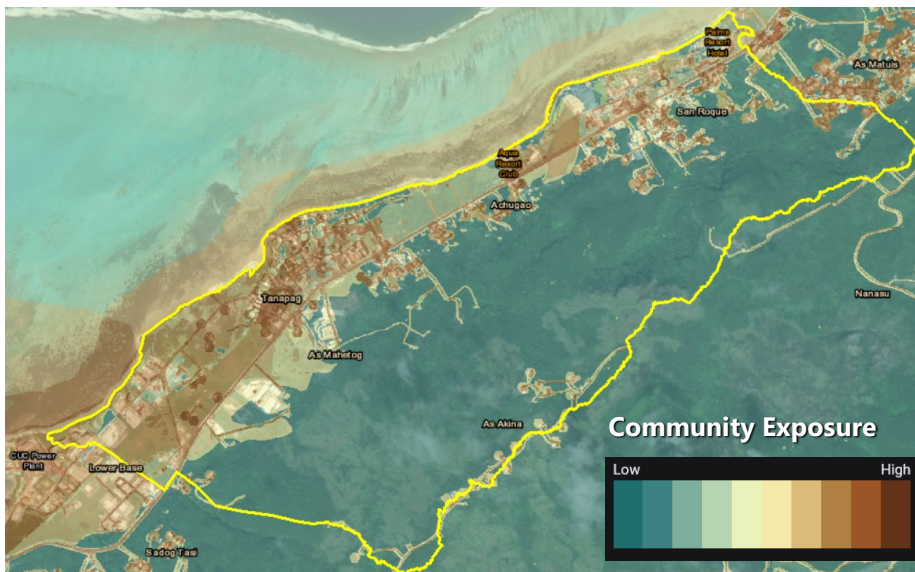 Palms
Resort
Hotel
As Matuis
San Roque
Aqua
Resort
Club
Achugao
Nanasu
Tanapag
As Mahetog
As Akina
Community Exposure
CUC Power
Plant
Lower Base
Low High
Sadog Tasi